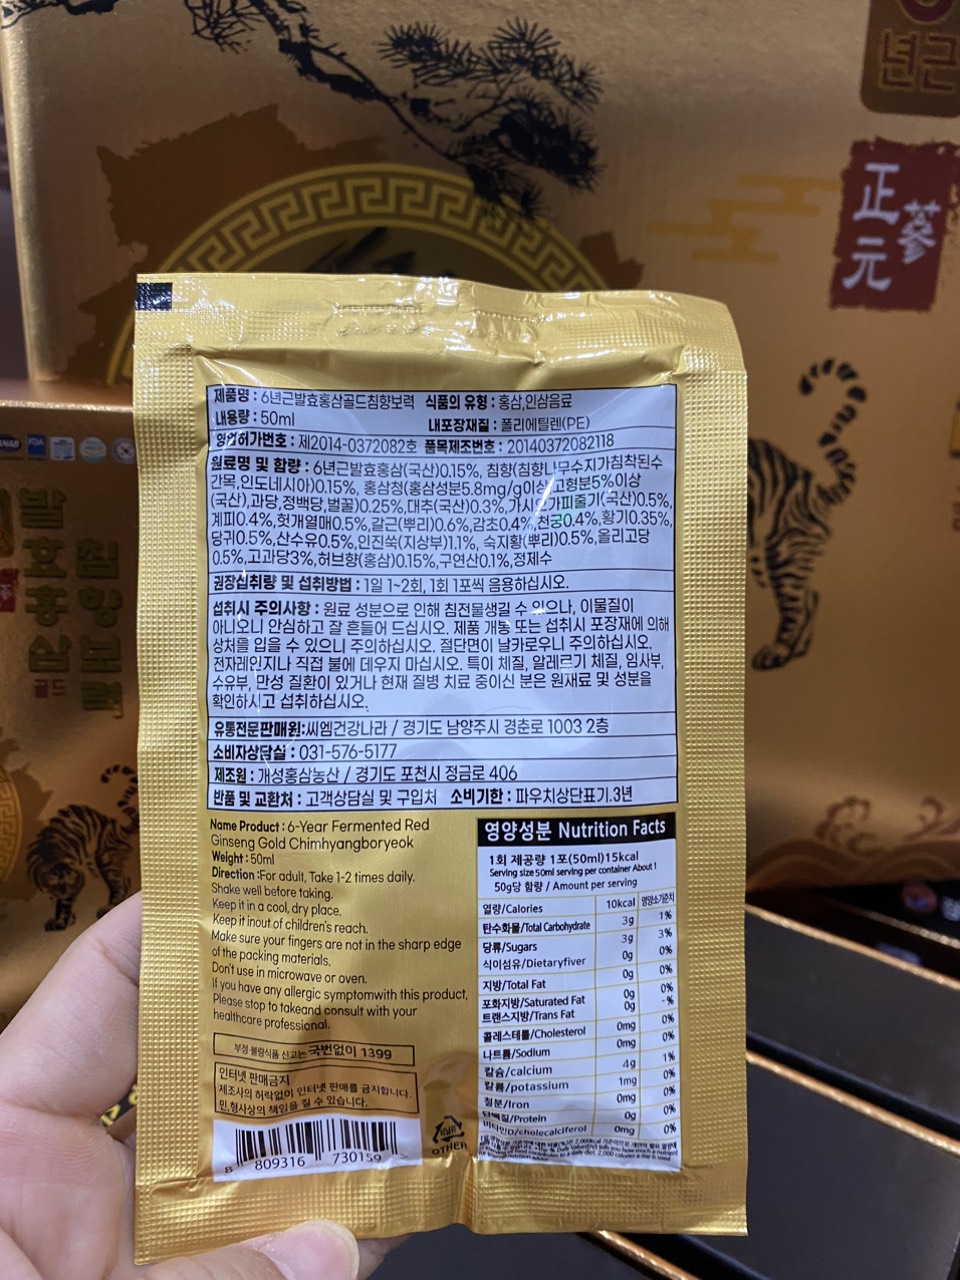 년근
正元
蔘
FDA
발효홍삼
침향보력
골드
제품명 : 6년근발효홍삼골드침향보력 식품의 유형 : 홍삼,인삼음료
내용량 : 50ml 내포장재질 : 폴리에틸렌(PE)
영업허가번호 : 제2014-0372082호 품목제조번호 : 20140372082118
원료명 및 함량 : 6년근발효홍삼(국산)0.15%, 침향(침향나무수지가침착된수
간목,인도네시아)0.15%, 홍삼청(홍삼성분5.8mg/g이상 고형분5%이상
(국산),과당,정백당,벌꿀)0.25%,대추(국산)0.3%,가시오가피줄기(국산)0.5%,
계피0.4%,헛개열매0.5%,갈근(뿌리)0.6%,감초0.4%,천궁0.4%,황기0.35%,
당귀0.5%,산수유0.5%,인진쑥(지상부)1.1%, 숙지황(뿌리)0.5%,올리고당
0.5%,고과당3%,허브향(홍삼)0.15%,구연산0.1%,정제수
권장섭취량 및 섭취방법 : 1일 1~2회, 1회 1포씩 음용하십시오.
섭취시 주의사항 : 원료 성분으로 인해 침전물생길 수 있으나, 이물질이
아니오니 안심하고 잘 흔들어 드십시오. 제품 개봉 또는 섭취시 포장재에 의해
상처를 입을 수 있으니 주의하십시오. 절단면이 날카로우니 주의하십시오.
전자레인지나 직접 불에 데우지 마십시오. 특이 체질, 알레르기 체질, 임사부,
수유부, 만성 질환이 있거나 현재 질병 치료 중이신 분은 원재료 및 성분을
확인하시고 섭취하십시오.
유통전문판매원:씨엠건강나라 / 경기도 남양주시 경춘로 1003 2층
소비자상담실 : 031-576-5177
제조원 : 개성홍삼농산 / 경기도 포천시 정금로 406
반품 및 교환처 : 고객상담실 및 구입처 소비기한 : 파우치상단표기.3년
Name Product : 6-Year Fermented Red
Ginseng Gold Chimhyangboryeok
Weight : 50ml
Direction :For adult, Take 1-2 times daily.
Shake well before taking.
Keep it in a cool, dry place.
Keep it inout of children's reach.
Make sure your fingers are not in the sharp edge
of the packing materials.
Don't use in microwave or oven.
If you have any allergic symptomwith this product,
Please stop to takeand consult with your
healthcare professional.
부정·불량식품 신고는 국번없이 1399
인터넷 판매금지
제조사의 허락없이 인터넷 판매를 금지합니다.
민,형사상의 책임을 질 수 있습니다.
8 809316 730159
OTHER
영양성분 Nutrition Facts
1회 제공량 1포(50ml)15kcal
Serving size 50ml serving per container About 1
50g당 함량 / Amount per serving
열량/Calories 10kcal 영양소기준치
탄수화물/Total Carbohydrate 3g 1%
당류/Sugars 3g 3%
식이섬유/Dietaryfiver 0g 0%
지방/Total Fat 0g 0%
포화지방/Saturated Fat 0g 0%
트랜스지방/Trans Fat 0g -%
콜레스테롤/Cholesterol 0mg 0%
나트륨/Sodium 0mg 0%
칼슘/calcium 4g 1%
칼륨/potassium 1mg 0%
철분/Iron 0mg 0%
단백질/Protein 0g 0%
비타민D/cholecalciferol 0mg 0%